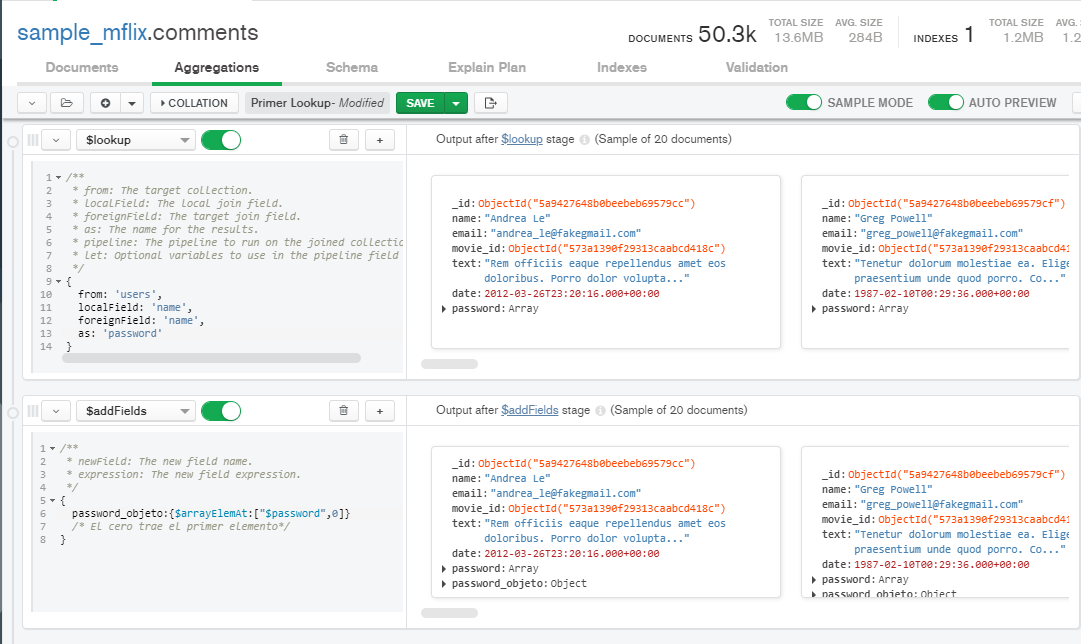 sample_mflix.comments
DOCUMENTS 50.3k TOTAL SIZE 13.6MB AVG. SIZE 284B INDEXES 1 TOTAL SIZE 1.2MB AVG. 1.2
Documents Aggregations Schema Explain Plan Indexes Validation
COLLATION Primer Lookup- Modified SAVE SAMPLE MODE AUTO PREVIEW
$lookup
Output after $lookup stage (Sample of 20 documents)
1 /**
2 * from: The target collection.
3 * localField: The local join field.
4 * foreignField: The target join field.
5 * as: The name for the results.
6 * pipeline: The pipeline to run on the joined collectio
7 * let: Optional variables to use in the pipeline field
8 */
9 {
10 from: 'users',
11 localField: 'name',
12 foreignField: 'name',
13 as: 'password'
14 }
_id:ObjectId("5a9427648b0beebeb69579cc")
name:"Andrea Le"
email:"andrea_le@fakegmail.com"
movie_id:ObjectId("573a1390f29313caabcd418c")
text:"Rem officiis eaque repellendus amet eos
doloribus. Porro dolor volupta..."
date:2012-03-26T23:20:16.000+00:00
password:Array
_id:ObjectId("5a9427648b0beebeb69579cf")
name:"Greg Powell"
email:"greg_powell@fakegmail.com"
movie_id:ObjectId("573a1390f29313caabcd41
text:"Tenetur dolorum molestiae ea. Elige
praesentium unde quod porro. Co..."
date:1987-02-10T00:29:36.000+00:00
password:Array
$addFields
Output after $addFields stage (Sample of 20 documents)
1 /**
2 * newField: The new field name.
3 * expression: The new field expression.
4 */
5 {
6 password_objeto:{$arrayElemAt:["$password",0]}
7 /* El cero trae el primer elemento*/
8 }
_id:ObjectId("5a9427648b0beebeb69579cc")
name:"Andrea Le"
email:"andrea_le@fakegmail.com"
movie_id:ObjectId("573a1390f29313caabcd418c")
text:"Rem officiis eaque repellendus amet eos
doloribus. Porro dolor volupta..."
date:2012-03-26T23:20:16.000+00:00
password:Array
password_objeto:Object
_id:ObjectId("5a9427648b0beebeb69579cf")
name:"Greg Powell"
email:"greg_powell@fakegmail.com"
movie_id:ObjectId("573a1390f29313caabcd41
text:"Tenetur dolorum molestiae ea. Elige
praesentium unde quod porro. Co..."
date:1987-02-10T00:29:36.000+00:00
password:Array
password_objeto:Object